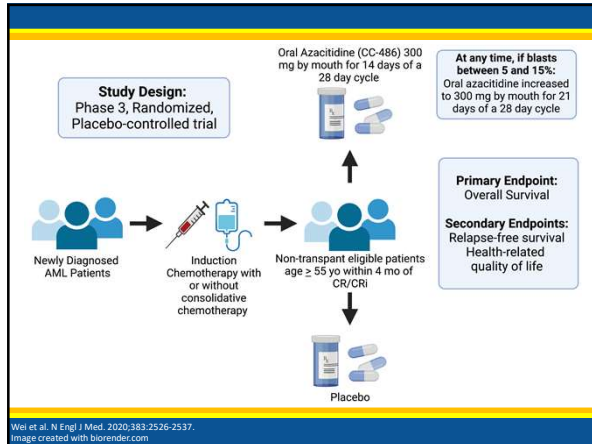 Oral Azacitidine (CC-486) 300
mg by mouth for 14 days of a
28 day cycle
At any time, if blasts
between 5 and 15%:
Oral azacitidine increased
to 300 mg by mouth for 21
days of a 28 day cycle
Study Design:
Phase 3, Randomized,
Placebo-controlled trial
Primary Endpoint:
Overall Survival
Secondary Endpoints:
Relapse-free survival
Health-related
quality of life
Newly Diagnosed
AML Patients
Induction
Chemotherapy with
or without
consolidative
chemotherapy
Non-transpant eligible patients
age ≥ 55 yo within 4 mo of
CR/CRi
Placebo
Wei et al. N Engl J Med. 2020;383:2526-2537.
Image created with biorender.com